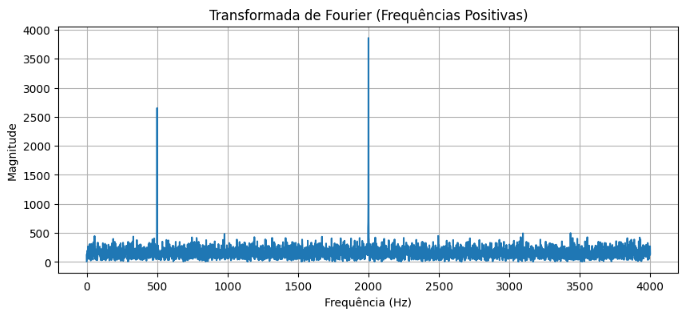 Transformada de Fourier (Frequências Positivas)
Magnitude
4000
3500
3000
2500
2000
1500
1000
500
0
0 500 1000 1500 2000 2500 3000 3500 4000
Frequência (Hz)